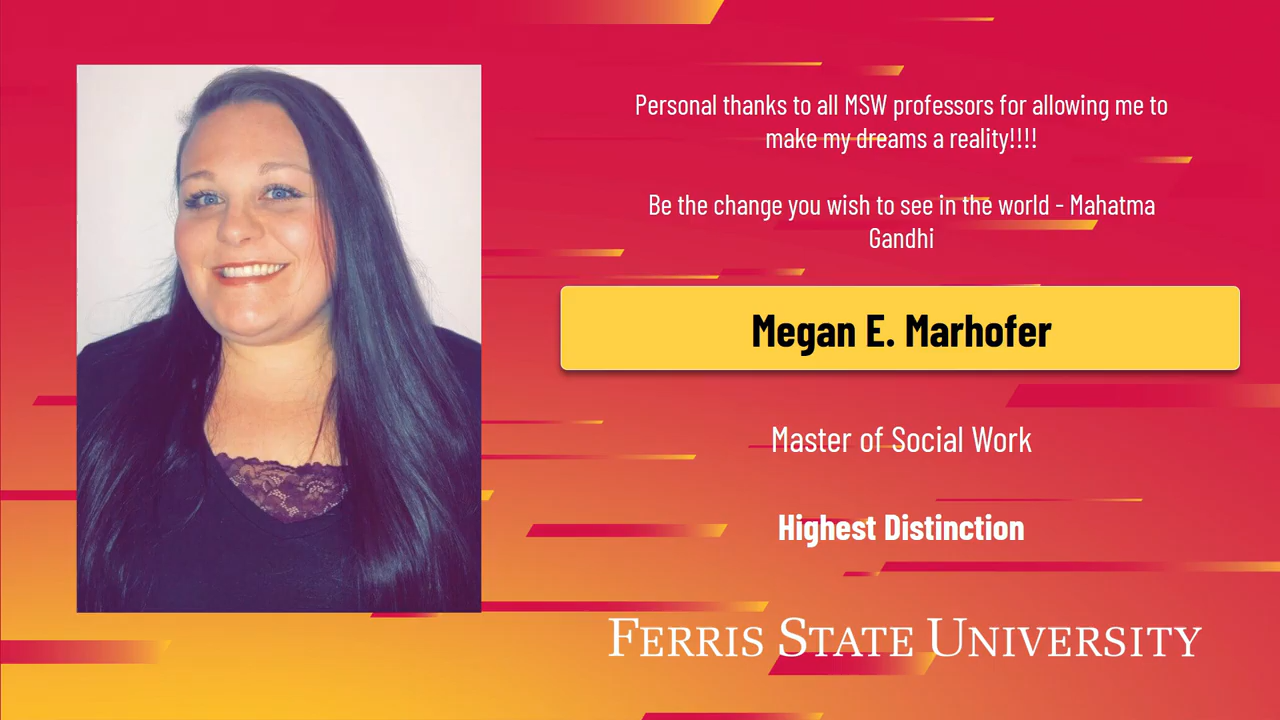 Personal thanks to all MSW professors for allowing me to
make my dreams a reality!!!!
Be the change you wish to see in the world - Mahatma
Gandhi
Megan E. Marhofer
Master of Social Work
Highest Distinction
FERRIS STATE UNIVERSITY